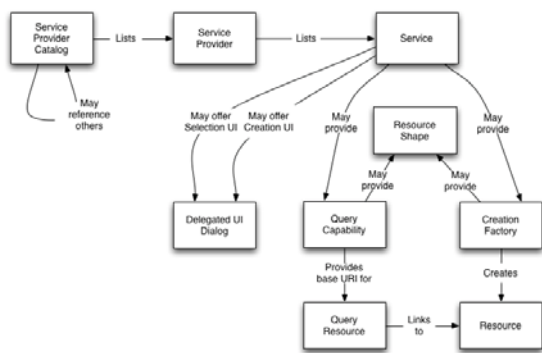 Service
Provider
Catalog
Lists
Service
Provider
Lists
Service
May
reference
others
May offer
Selection UI
May offer
Creation UI
May
provide
Resource
Shape
May
provide
May
provide
May
provide
Delegated UI
Dialog
Query
Capability
Creation
Factory
Provides
base URI for
Creates
Query
Resource
Links
to
Resource